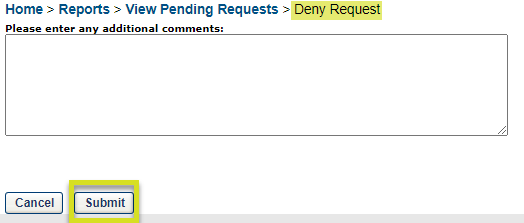 Home > Reports > View Pending Requests > Deny Request
Please enter any additional comments:
Cancel Submit